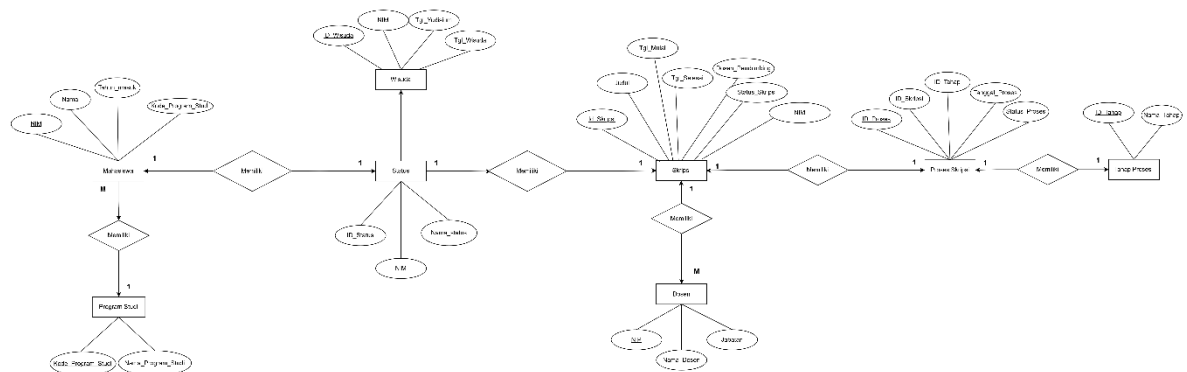 ID_Wisuda
NIM
Tgl_Yudisium
Tgl_Wisuda
Wisuda
NIM
Nama
Tahun_masuk
Kode_Program_Studi
Mahasiswa
1
Memiliki
1
Status
1
Memiliki
1
ID_Status
NIM
Nama_status
M
Memiliki
1
Program Studi
Kode_Program_Studi
Nama_Program_Studi
Id_Skripsi
Judul
Tgl_Mulai
Tgl_Selesai
Dosen_Pembimbing
Status_Skripsi
NIM
Skripsi
1
Memiliki
1
ID_Proses
ID_Skripsi
ID_Tahap
Tanggal_Proses
Status_Proses
Proses Skripsi
1
Memiliki
1
ID_Tahap
Nama_Tahap
Tahap Proses
1
Memiliki
M
Dosen
Nama_Dosen
Jabatan